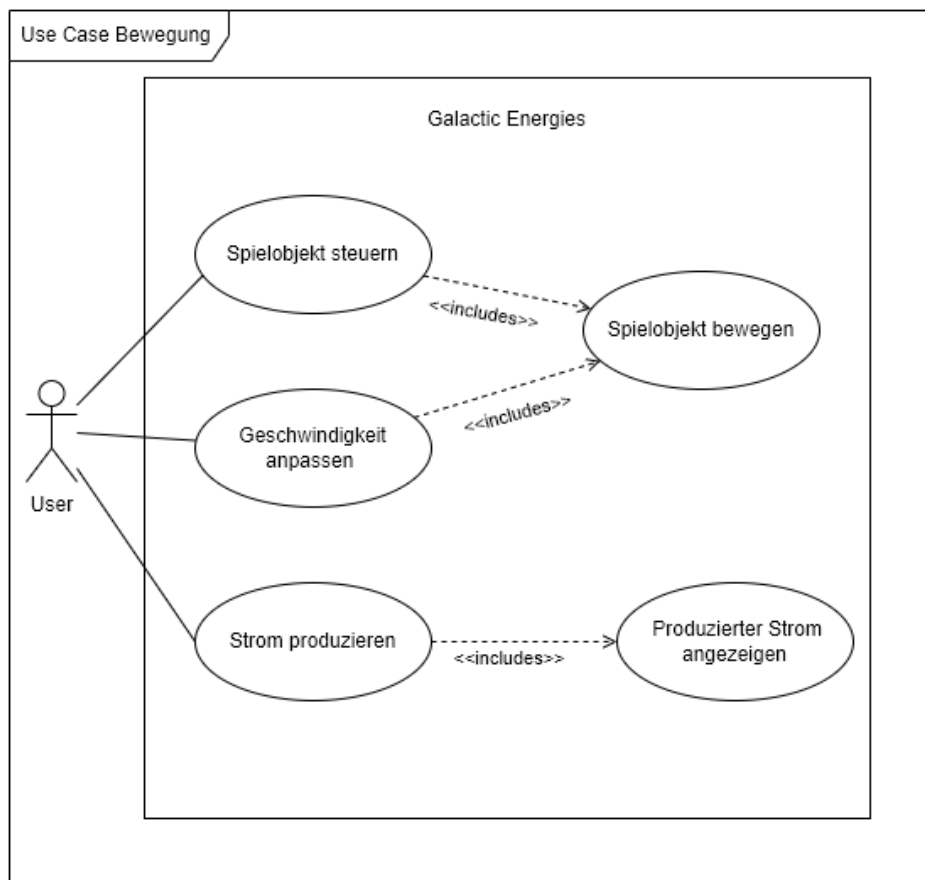 Use Case Bewegung
Galactic Energies
Spielobjekt steuern
<<includes>>
Spielobjekt bewegen
Geschwindigkeit
anpassen
<<includes>>
User
Strom produzieren
<<includes>>
Produzierter Strom
angezeigen